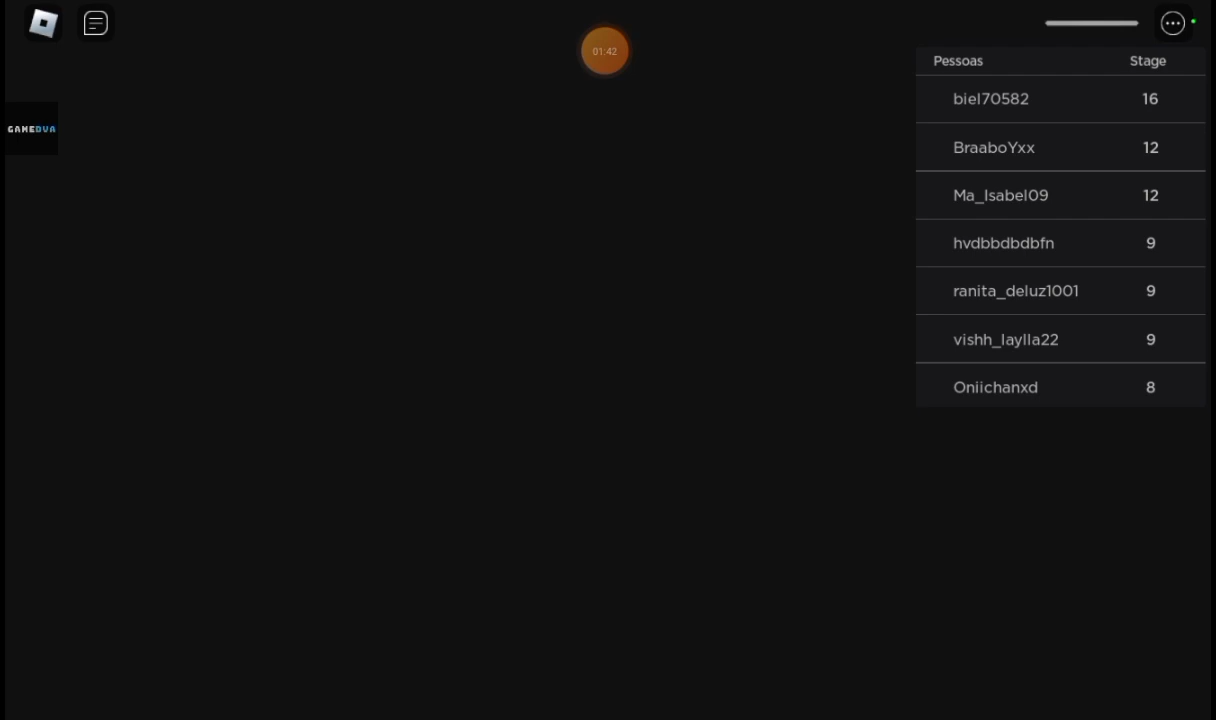 01:42
GAMEDVA
Pessoas Stage
biel70582 16
BraaboYxx 12
Ma_Isabel09 12
hvdbbdbdbfn 9
ranita_deluz1001 9
vishh_laylla22 9
Oniichanxd 8